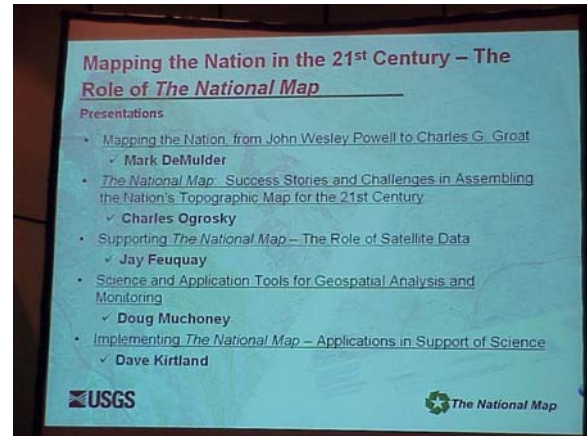 Mapping the Nation in the 21st Century – The
Role of The National Map
Presentations
• Mapping the Nation, from John Wesley Powell to Charles G. Groat
✓ Mark DeMulder
• The National Map: Success Stories and Challenges in Assembling
the Nation's Topographic Map for the 21st Century
✓ Charles Ogrosky
• Supporting The National Map – The Role of Satellite Data
✓ Jay Feuquay
• Science and Application Tools for Geospatial Analysis and
Monitoring
✓ Doug Muchoney
• Implementing The National Map – Applications in Support of Science
✓ Dave Kirtland
USGS
The National Map